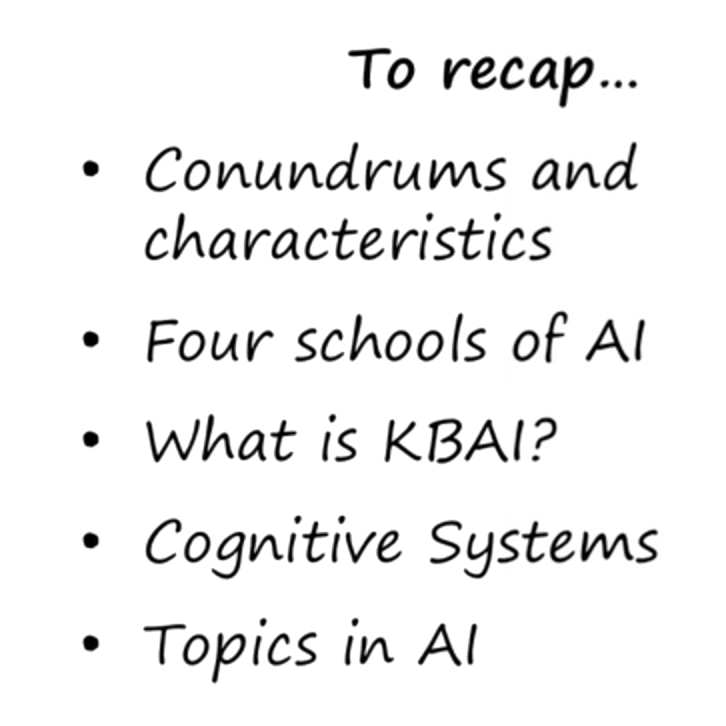 To recap...
• Conundrums and
characteristics
• Four schools of AI
• What is KBAI?
• Cognitive Systems
• Topics in AI